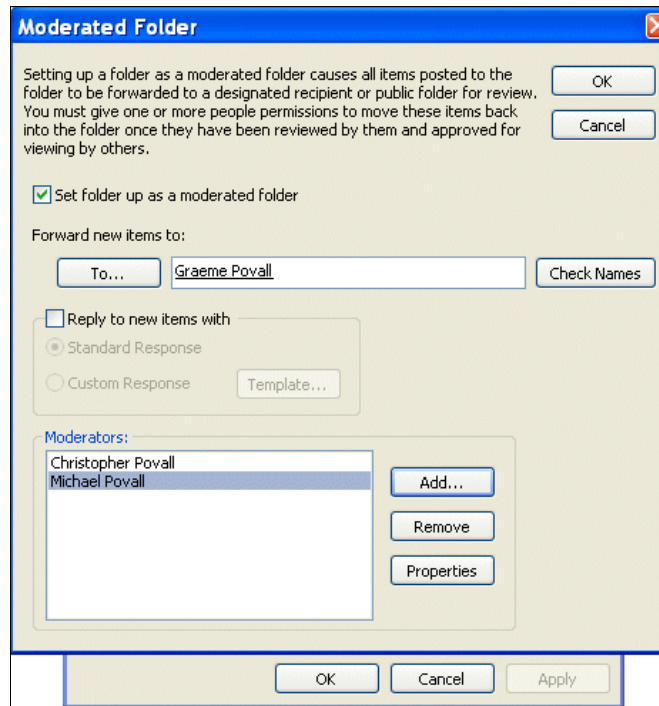 Moderated Folder
Setting up a folder as a moderated folder causes all items posted to the
folder to be forwarded to a designated recipient or public folder for review.
You must give one or more people permissions to move these items back
into the folder once they have been reviewed by them and approved for
viewing by others.
OK
Cancel
Set folder up as a moderated folder
Forward new items to:
To...
Graeme Povall
Check Names
Reply to new items with
Standard Response
Custom Response
Template...
Moderators:
Christopher Povall
Michael Povall
Add...
Remove
Properties
OK
Cancel
Apply